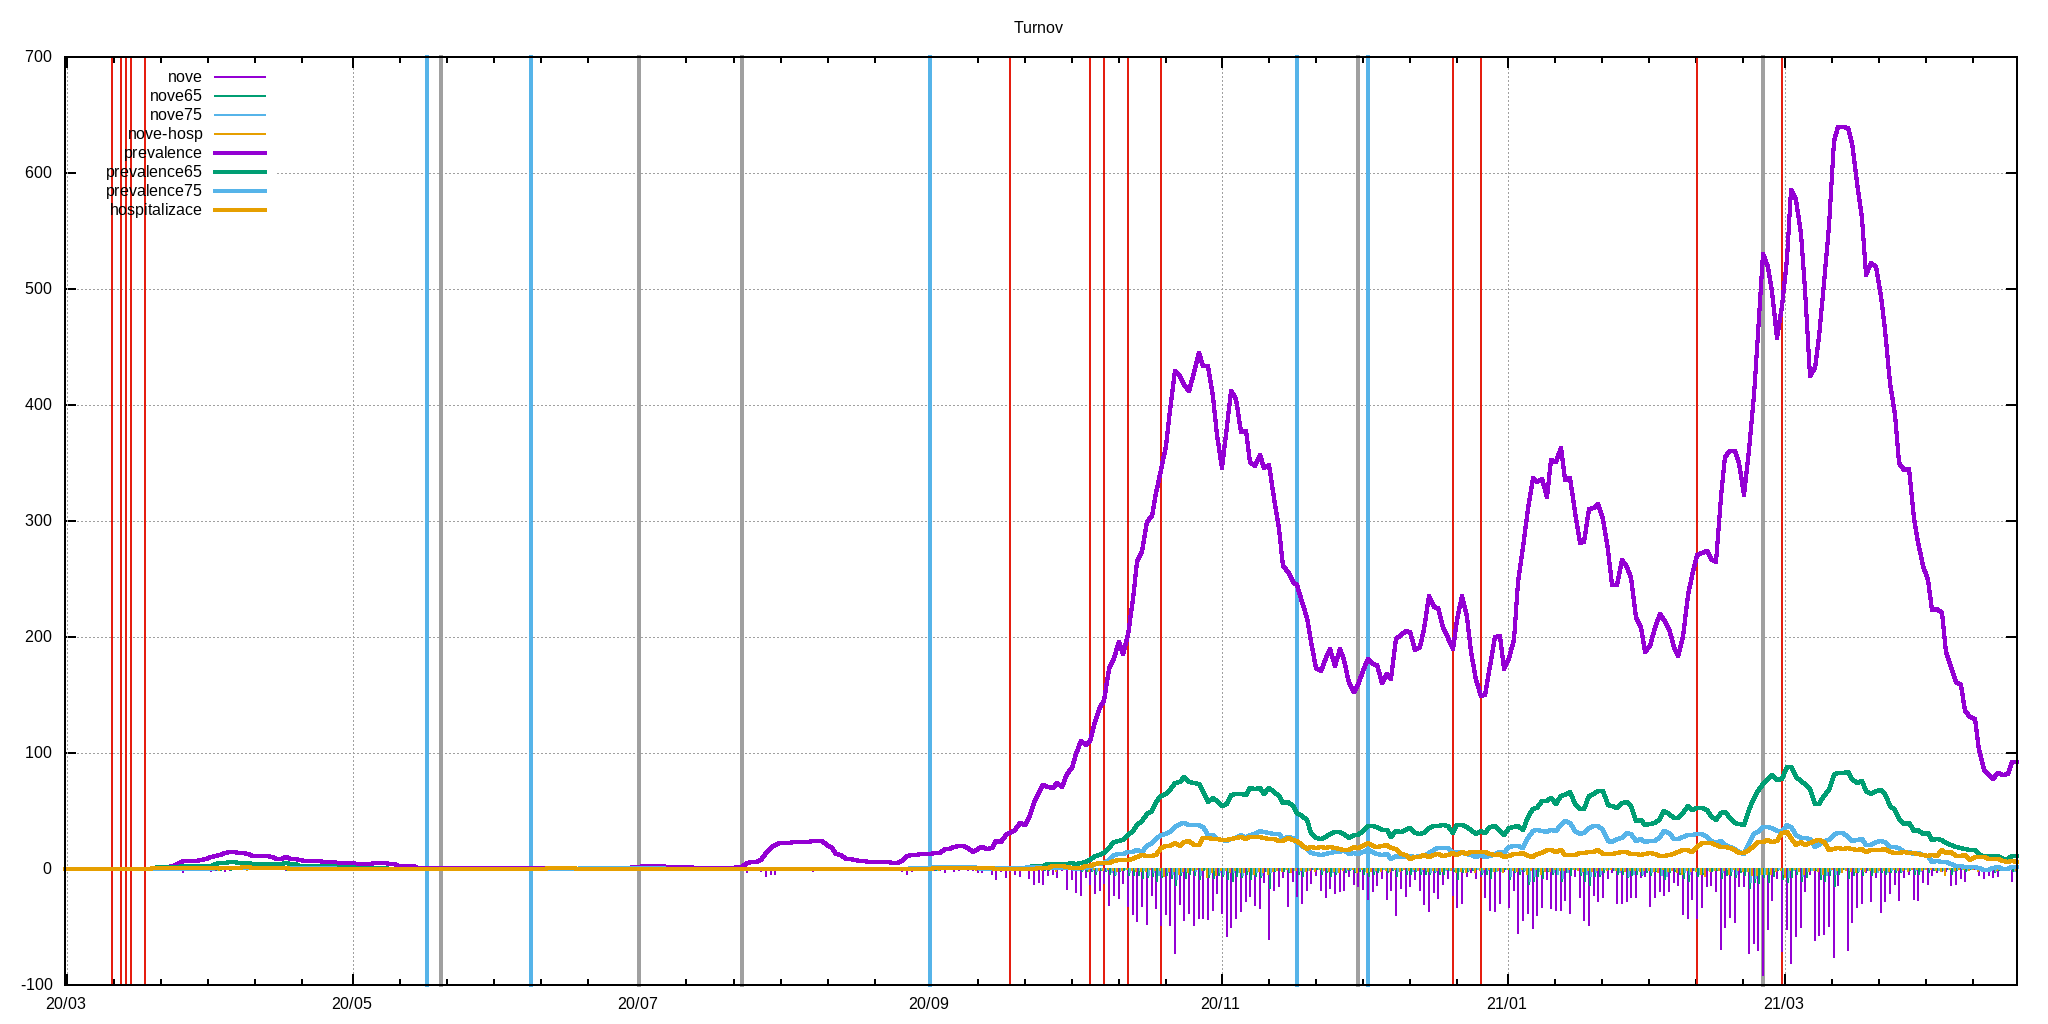 Turnov
700
600
500
400
300
200
100
0
-100
nove
nove65
nove75
nove-hosp
prevalence
prevalence65
prevalence75
hospitalizace
20/03
20/05
20/07
20/09
20/11
21/01
21/03